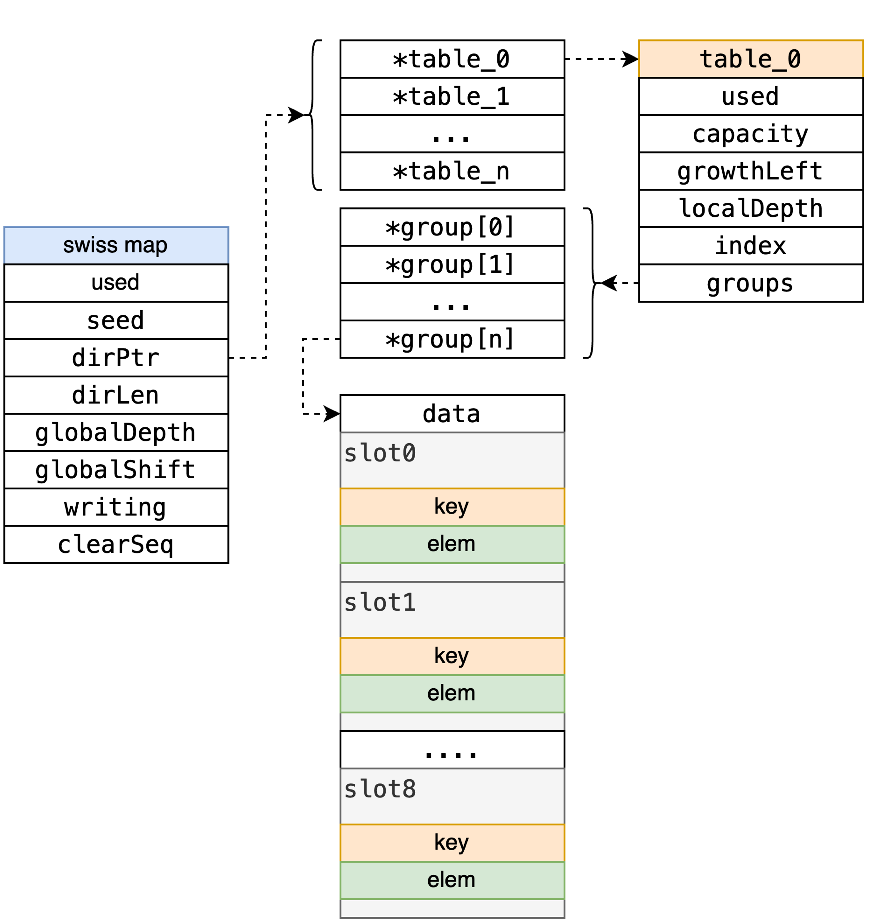 swiss map
used
seed
dirPtr
dirLen
globalDepth
globalShift
writing
clearSeq
*table_0
*table_1
...
*table_n
table_0
used
capacity
growthLeft
localDepth
index
groups
*group[0]
*group[1]
...
*group[n]
data
slot0
key
elem
slot1
key
elem
....
slot8
key
elem